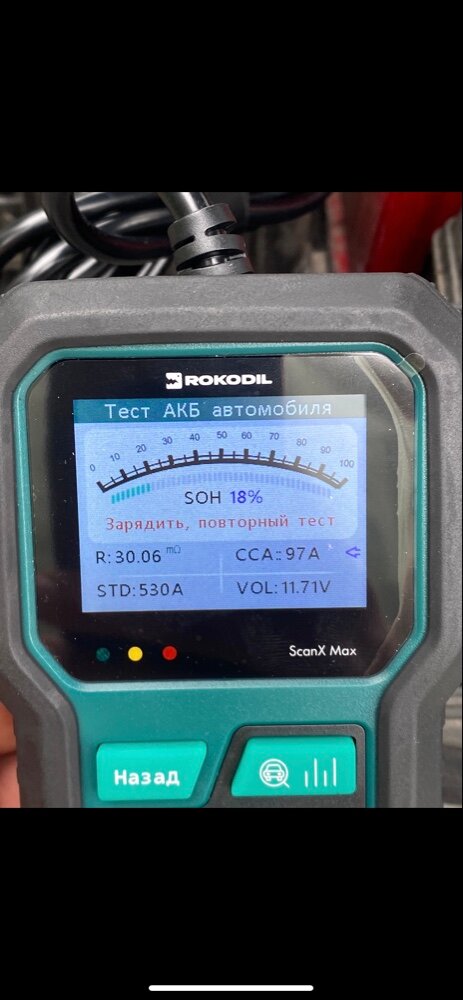 ROKODIL
Тест АКБ автомобиля
0 10 20 30 40 50 60 70 80 90 100
SOH 18%
Зарядить, повторный тест
R:30.06 mΩ CCA:97A
STD:530A VOL:11.71V
ScanX Max
Назад